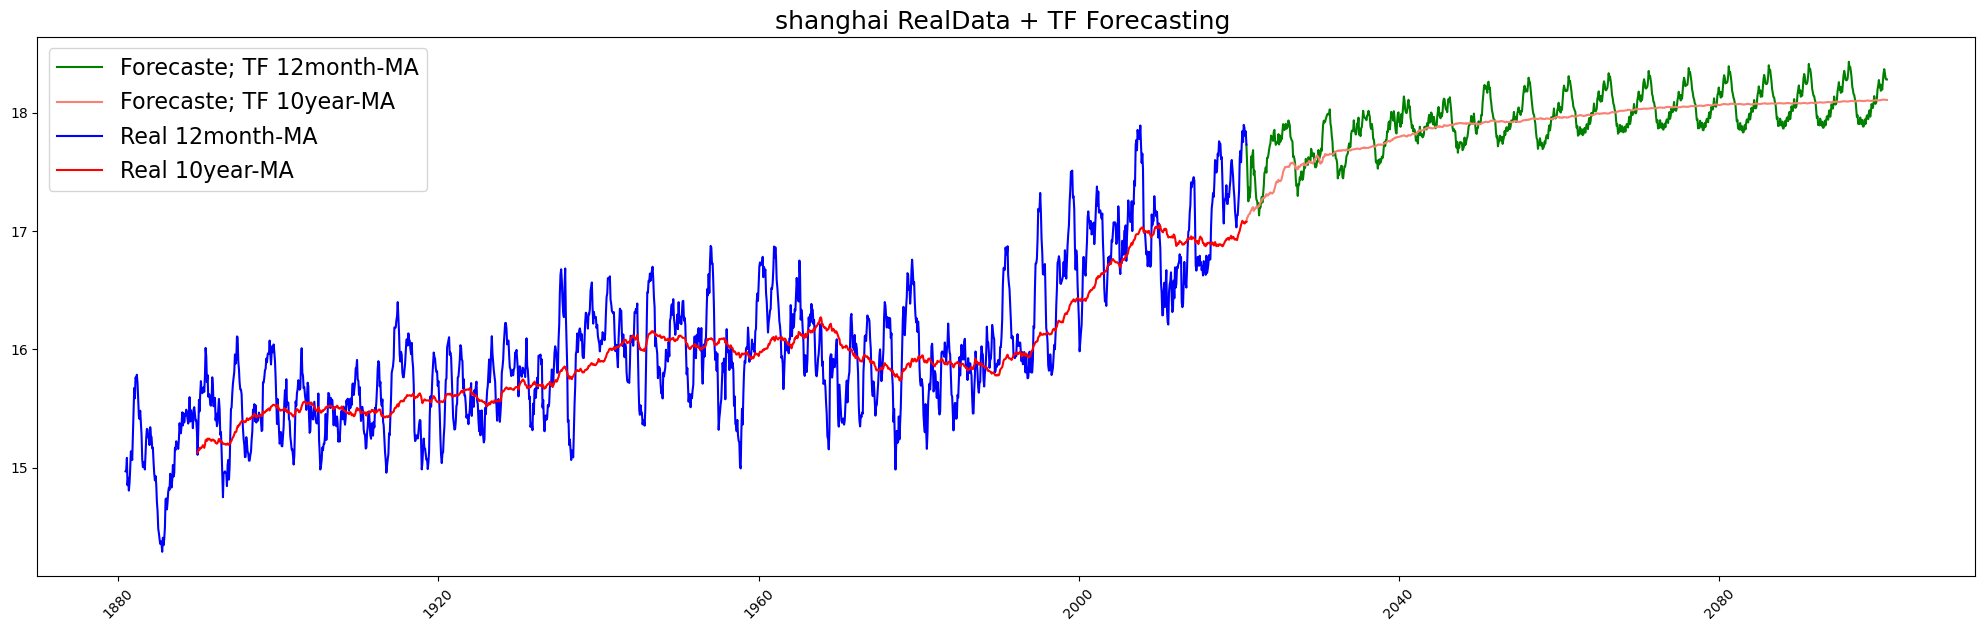 shanghai RealData + TF Forecasting
Forecaste; TF 12month-MA
Forecaste; TF 10year-MA
Real 12month-MA
Real 10year-MA
18
17
16
15
1880
1920
1960
2000
2040
2080